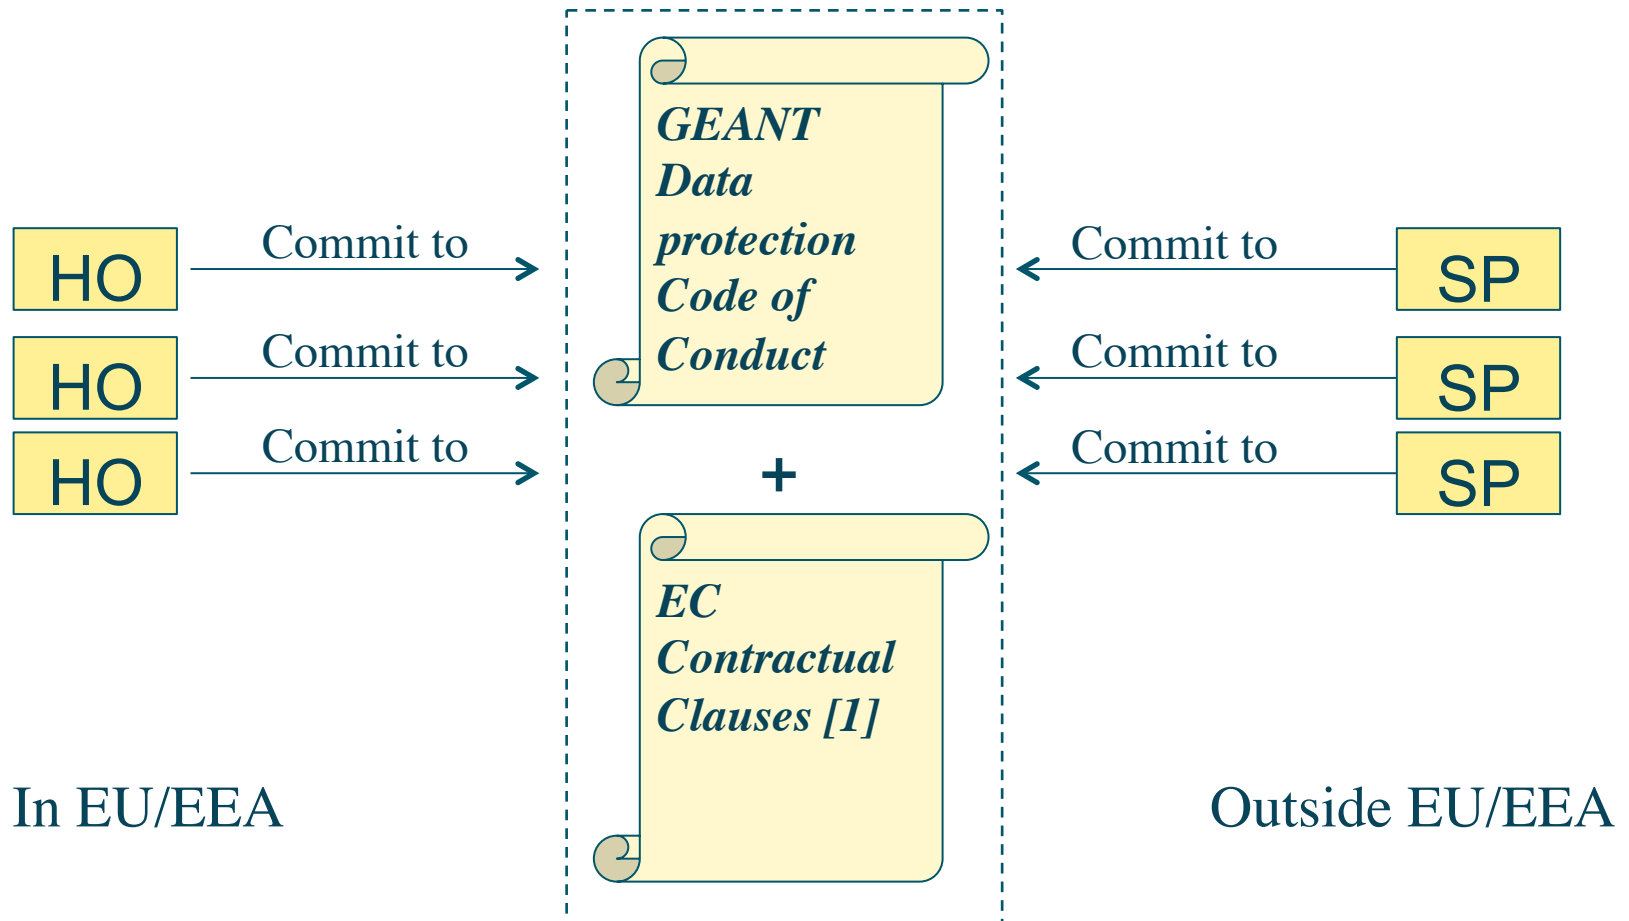 GEANT
Data
protection
Code of
Conduct
HO
Commit to
Commit to
SP
HO
Commit to
Commit to
SP
HO
Commit to
Commit to
SP
+
EC
Contractual
Clauses [1]
In EU/EEA
Outside EU/EEA